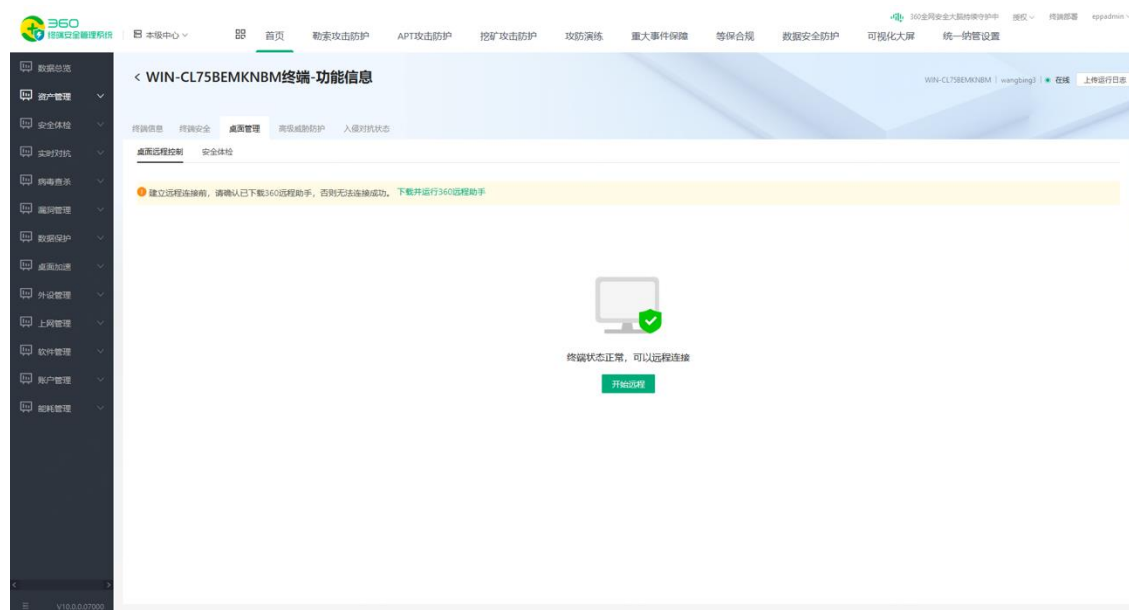 360
终端安全管理系统
本级中心
首页
勒索攻击防护
APT攻击防护
挖矿攻击防护
攻防演练
重大事件保障
等保合规
数据安全防护
可视化大屏
统一纳管设置
360全网安全大脑持续守护中
授权
终端部署
eppadmin
数据总览
资产管理
安全体检
实时对抗
病毒查杀
漏洞管理
数据保护
桌面加速
外设管理
上网管理
软件管理
账户管理
能耗管理
V10.0.0.07000
< WIN-CL75BEMKNBM终端-功能信息
WIN-CL75BEMKNBM | wangbing3 | 在线
上传运行日志
终端信息
终端安全
桌面管理
高级威胁防护
入侵对抗状态
桌面远程控制
安全体检
建立远程连接前，请确认已下载360远程助手，否则无法连接成功。 下载并运行360远程助手
终端状态正常，可以远程连接
开始远程